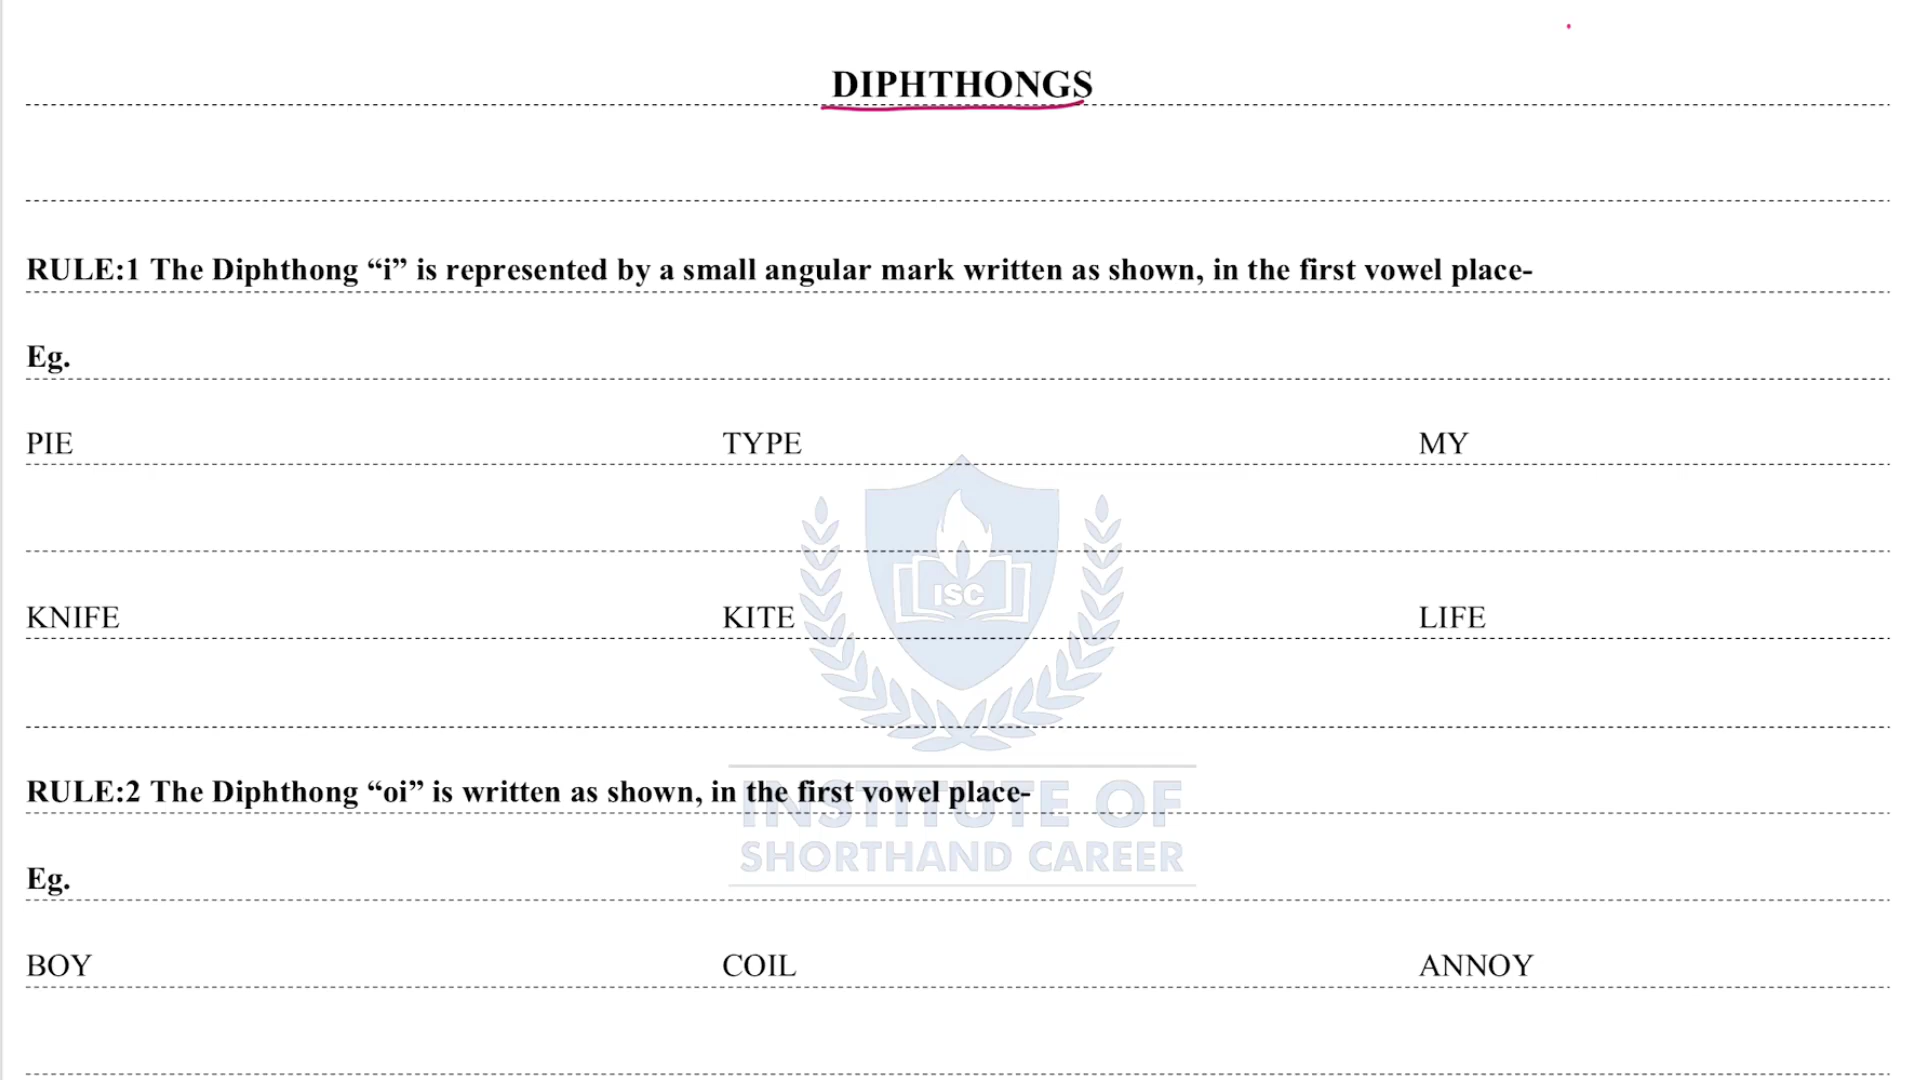 DIPHTHONGS
RULE:1 The Diphthong “i” is represented by a small angular mark written as shown, in the first vowel place-
Eg.
PIE TYPE MY
ISC
KNIFE KITE LIFE
RULE:2 The Diphthong “oi” is written as shown, in the first vowel place-
INSTITUTE OF
SHORTHAND CAREER
Eg.
BOY COIL ANNOY